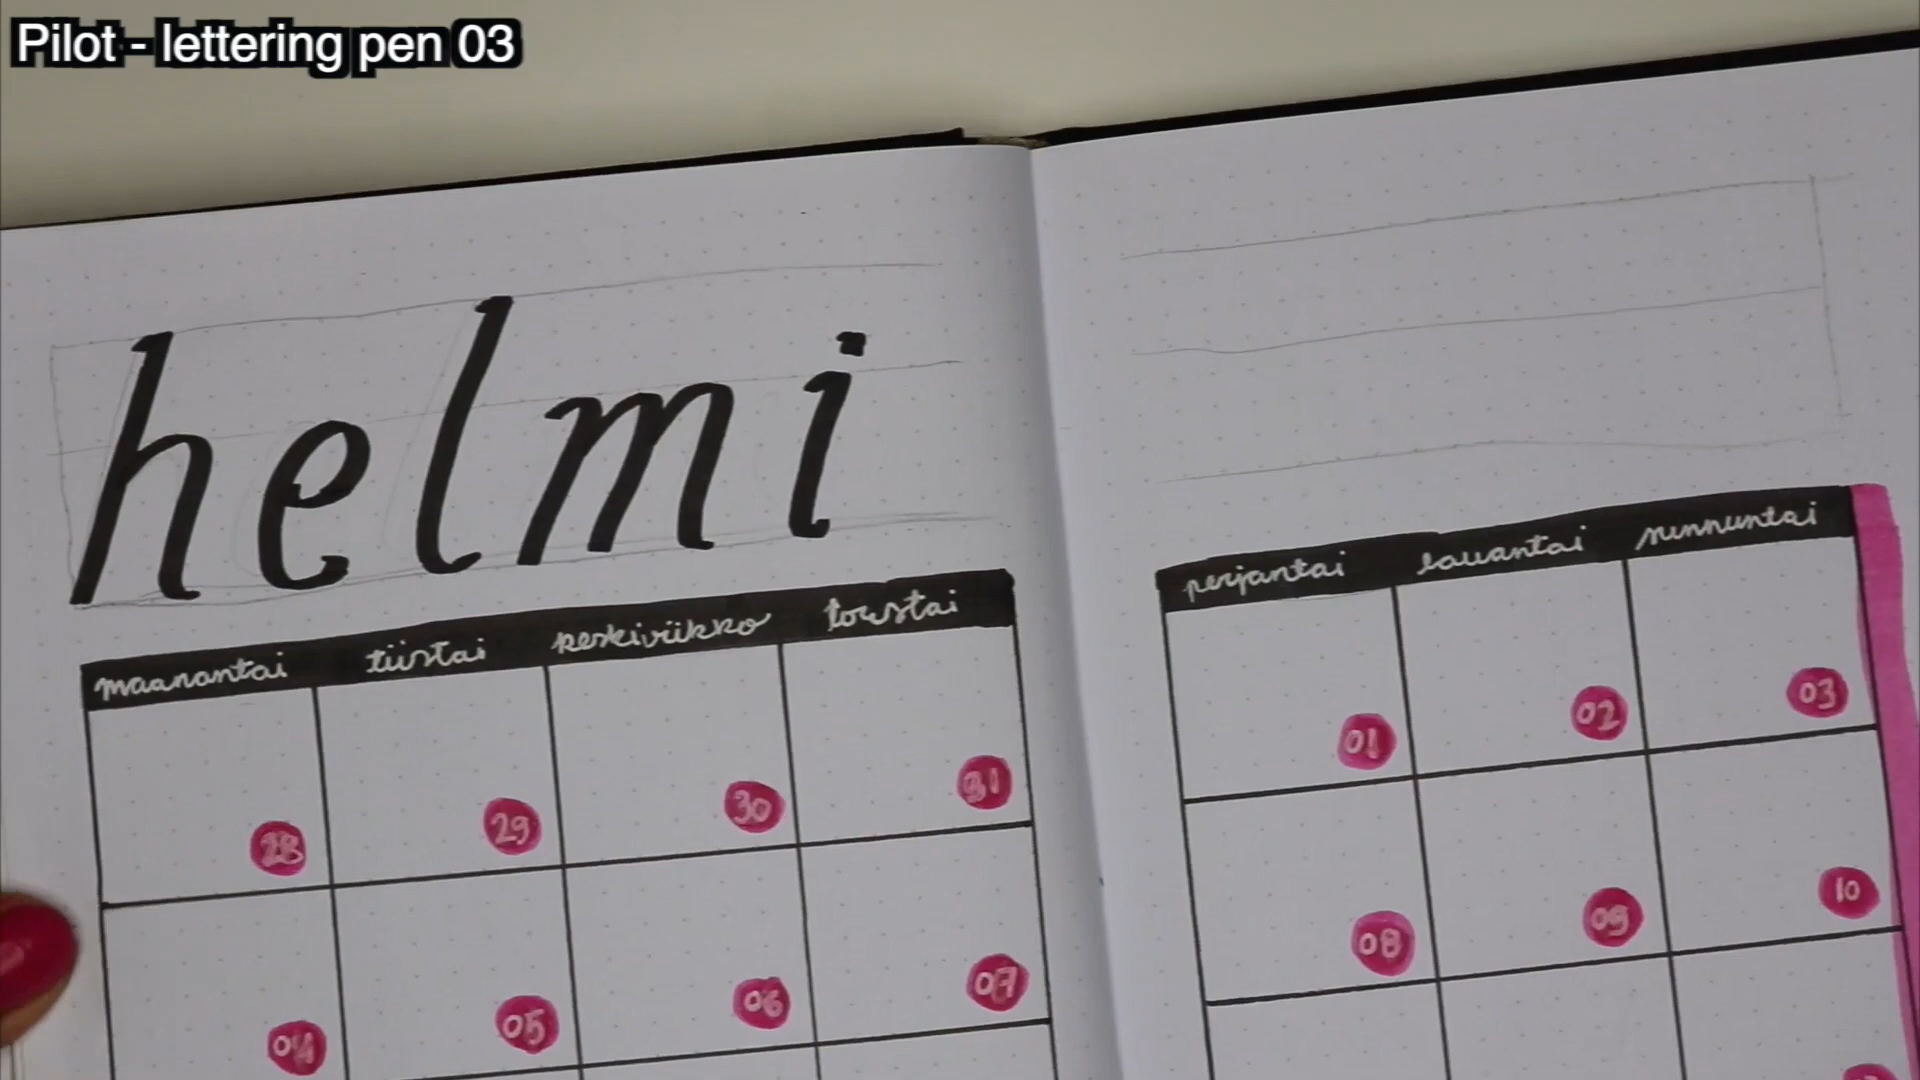 Pilot - lettering pen 03
helmi
maanantai tiistai keskiviikko torstai
perjantai lauantai sunnuntai
28 29 30 31
01 02 03
04 05 06 07
08 09 10